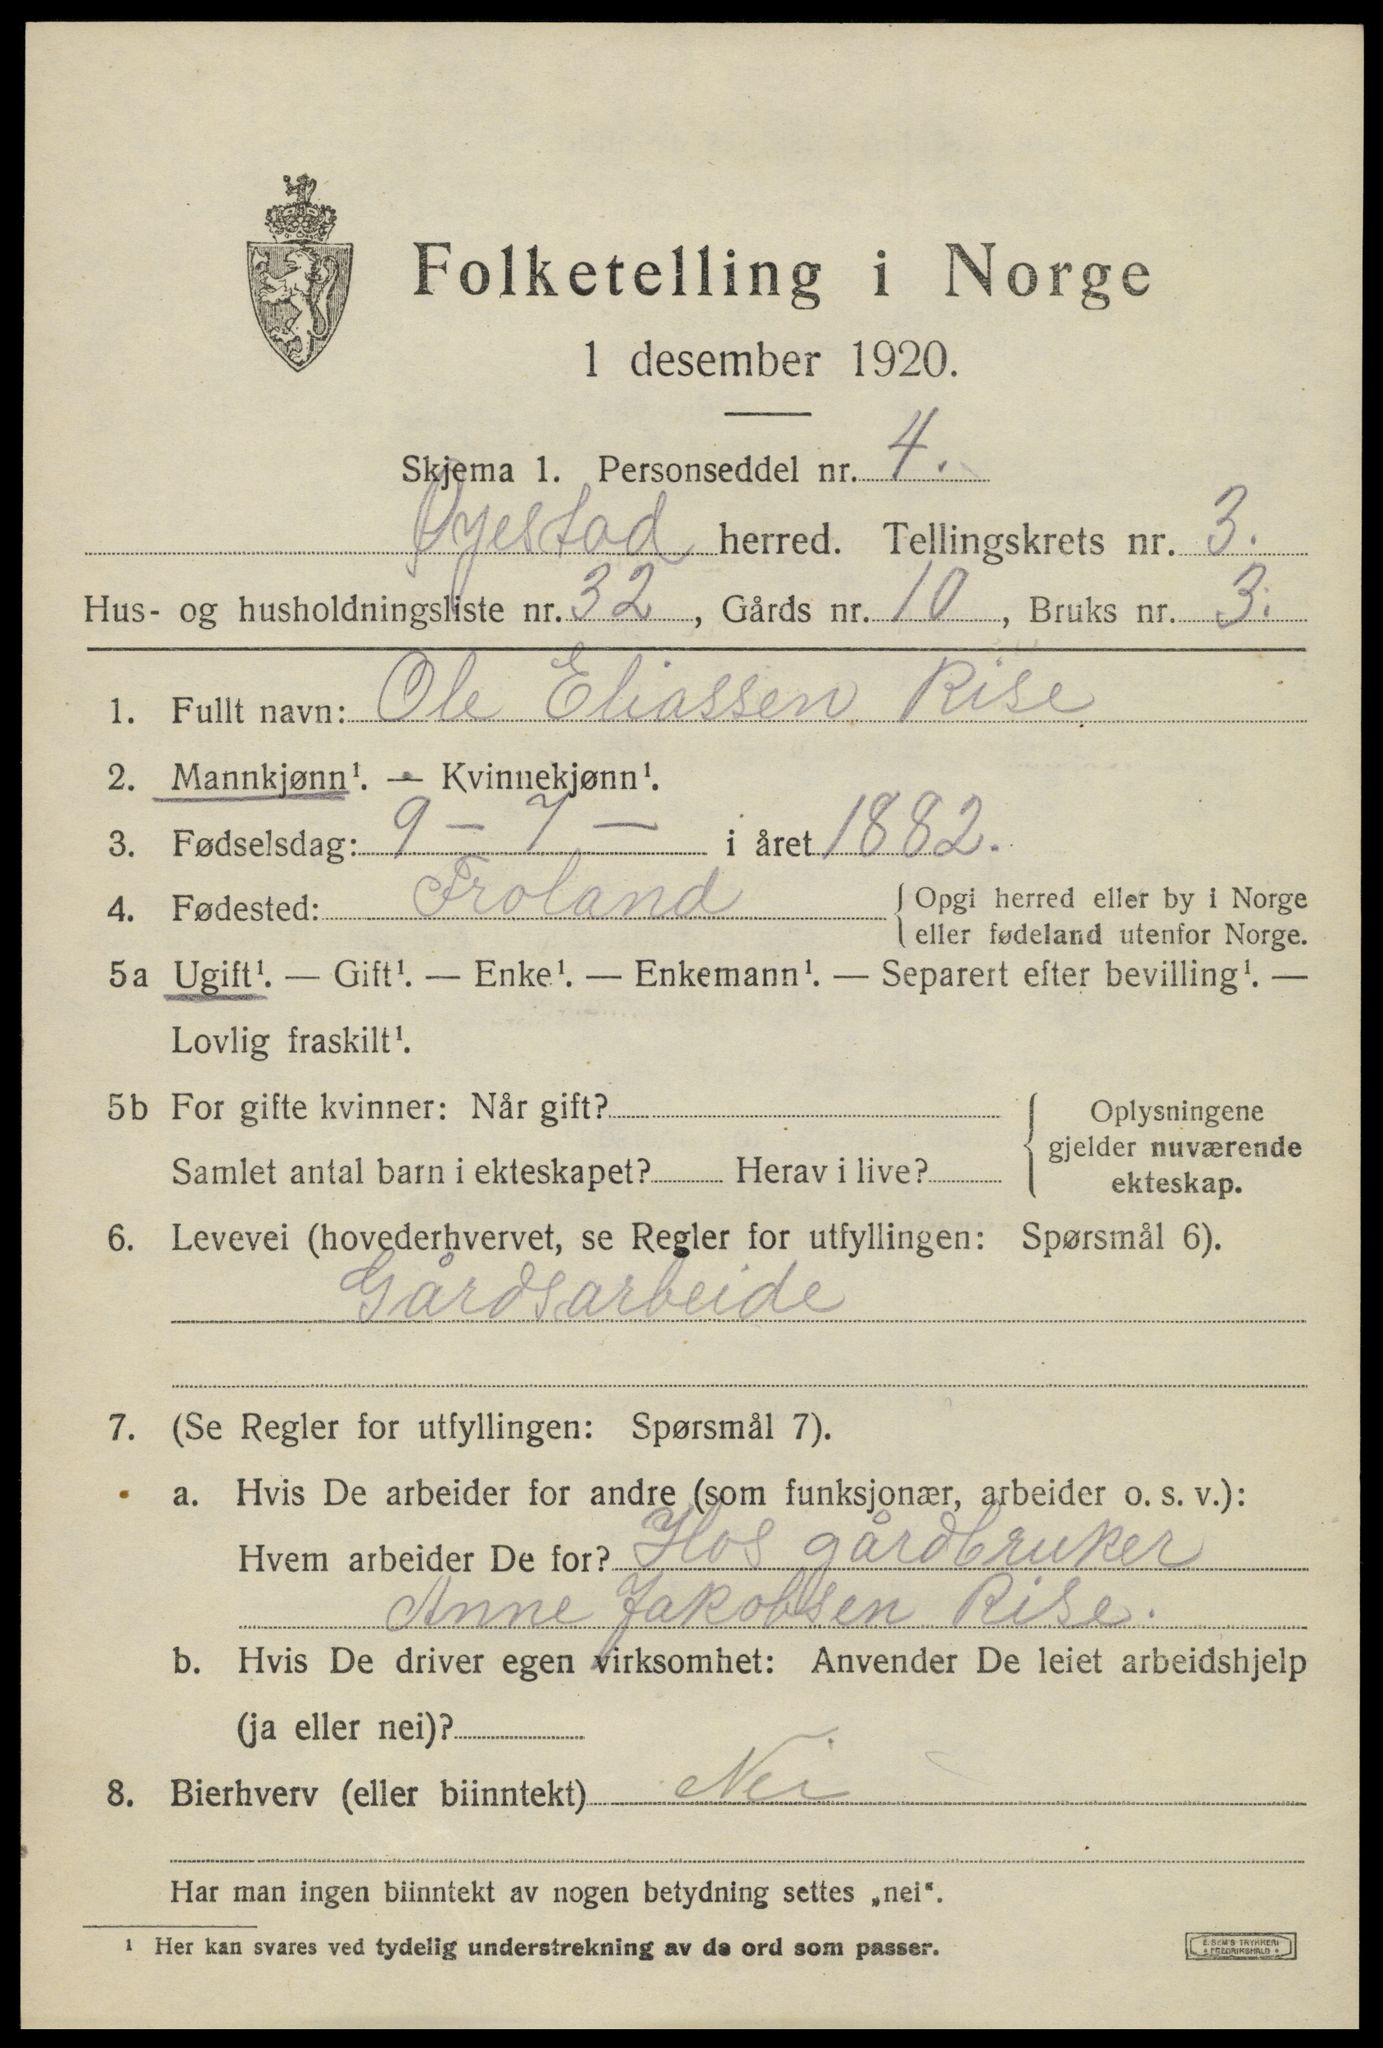 Folketelling i Norge
1 desember 1920.
Skjema 1. Personseddel nr. 4.
Øyestad herred. Tellingskrets nr. 3.
Hus- og husholdningsliste nr. 32, Gårds nr. 10, Bruks nr. 3.
1. Fullt navn: Ole Eliassen Rise
2. Mannkjønn¹. — Kvinnekjønn¹.
3. Fødselsdag: 9 - 7 - i året 1882.
4. Fødested: Froland { Opgi herred eller by i Norge
eller fødeland utenfor Norge.
5a Ugift¹. — Gift¹. — Enke¹. — Enkemann¹. — Separert efter bevilling¹. —
Lovlig fraskilt¹.
5b For gifte kvinner: Når gift? { Oplysningene
gjelder nuværende
Samlet antal barn i ekteskapet? Herav i live? ekteskap.
6. Levevei (hovederhvervet, se Regler for utfyllingen: Spørsmål 6).
Gårdsarbeide
7. (Se Regler for utfyllingen: Spørsmål 7).
a. Hvis De arbeider for andre (som funksjonær, arbeider o. s. v.):
Hvem arbeider De for? Hos gårdbruker
Anne Jakobsen Rise.
b. Hvis De driver egen virksomhet: Anvender De leiet arbeidshjelp
(ja eller nei)?
8. Bierhverv (eller biinntekt) Nei
Har man ingen biinntekt av nogen betydning settes „nei“.
¹ Her kan svares ved tydelig understrekning av de ord som passer.
E. SEM'S TRYKKERI
FREDRIKSHALD